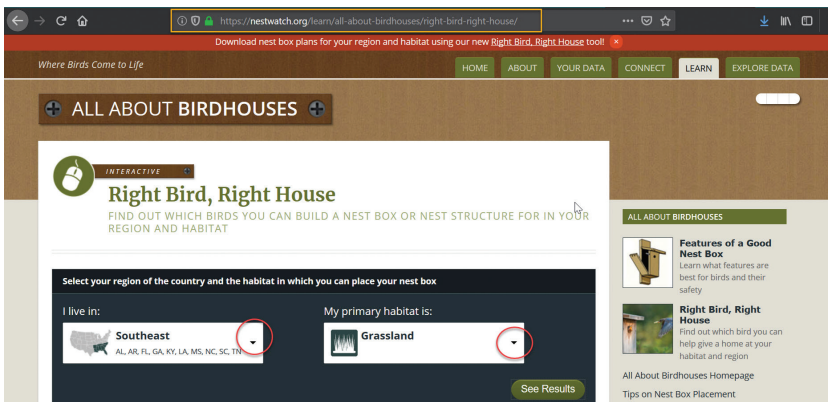 https://nestwatch.org/learn/all-about-birdhouses/right-bird-right-house/
Download nest box plans for your region and habitat using our new Right Bird, Right House tool!
Where Birds Come to Life
HOME ABOUT YOUR DATA CONNECT LEARN EXPLORE DATA
ALL ABOUT BIRDHOUSES
INTERACTIVE
Right Bird, Right House
FIND OUT WHICH BIRDS YOU CAN BUILD A NEST BOX OR NEST STRUCTURE FOR IN YOUR
REGION AND HABITAT
Select your region of the country and the habitat in which you can place your nest box
I live in:
Southeast
AL, AR, FL, GA, KY, LA, MS, NC, SC, TN
My primary habitat is:
Grassland
See Results
ALL ABOUT BIRDHOUSES
Features of a Good
Nest Box
Learn what features are
best for birds and their
safety
Right Bird, Right
House
Find out which bird you can
help give a home at your
habitat and region
All About Birdhouses Homepage
Tips on Nest Box Placement